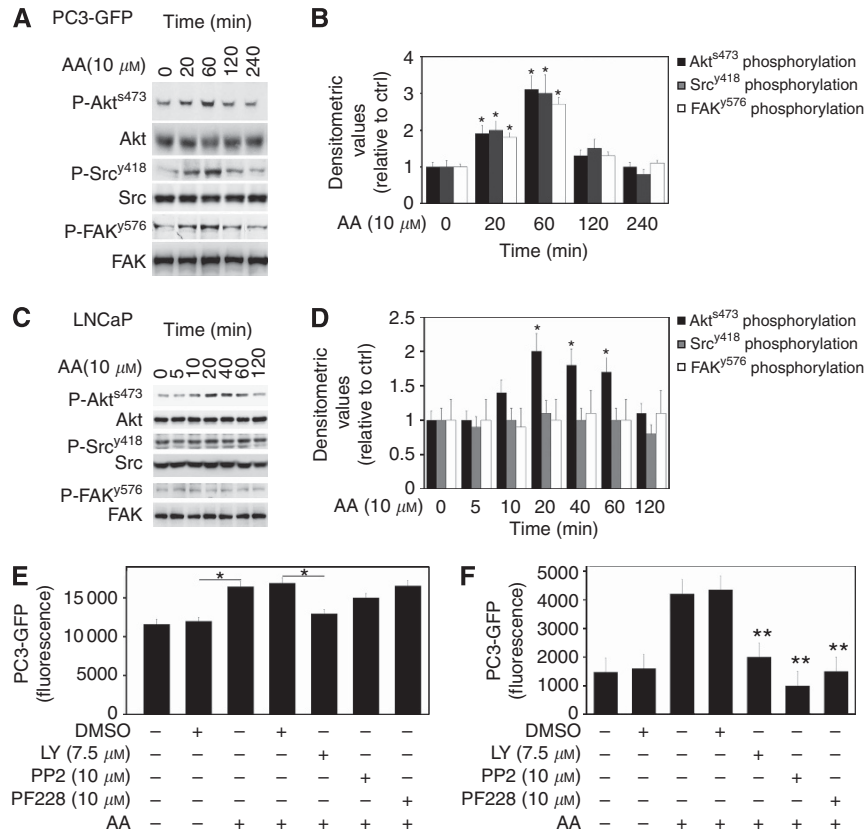 A PC3-GFP Time (min)
AA(10 μM) 0 20 60 120 240
P-Akt^s473
Akt
P-Src^y418
Src
P-FAK^y576
FAK
B
Densitometric values (relative to ctrl)
4
3
2
1
0
* * * * * *
AA (10 μM) 0 20 60 120 240
Time (min)
Akt^s473 phosphorylation
Src^y418 phosphorylation
FAK^y576 phosphorylation
C LNCaP Time (min)
AA(10 μM) 0 5 10 20 40 60 120
P-Akt^s473
Akt
P-Src^y418
Src
P-FAK^y576
FAK
D
Densitometric values (relative to ctrl)
2.5
2
1.5
1
0.5
0
* * *
AA (10 μM) 0 5 10 20 40 60 120
Time (min)
Akt^s473 phosphorylation
Src^y418 phosphorylation
FAK^y576 phosphorylation
E
PC3-GFP (fluorescence)
15 000
10 000
5000
0
* *
DMSO – + – + – – –
LY (7.5 μM) – – – – + – –
PP2 (10 μM) – – – – – + –
PF228 (10 μM) – – – – – – +
AA – – + + + + +
F
PC3-GFP (fluorescence)
5000
4000
3000
2000
1000
0
** ** **
DMSO – + – + – – –
LY (7.5 μM) – – – – + – –
PP2 (10 μM) – – – – – + –
PF228 (10 μM) – – – – – – +
AA – – + + + + +